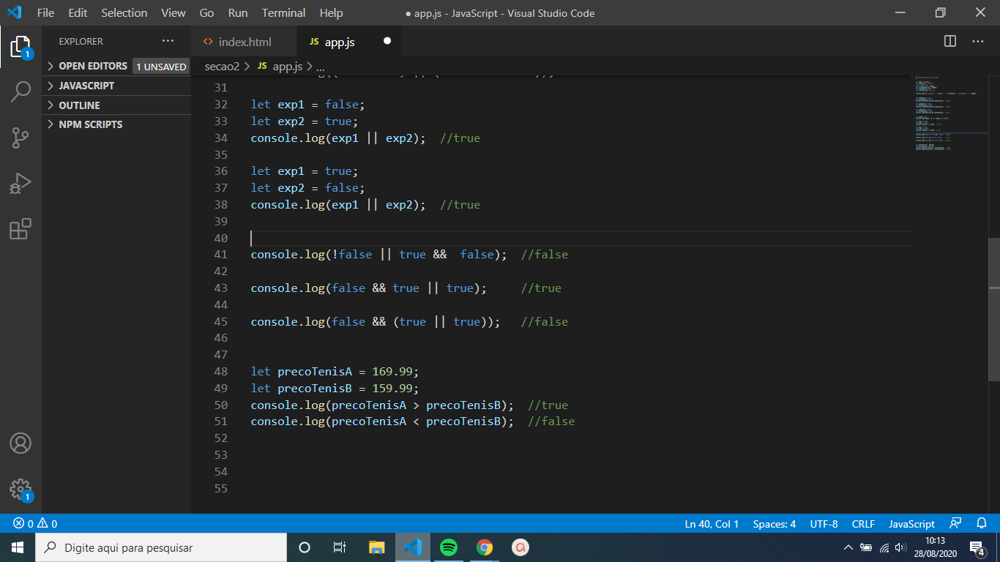 File Edit Selection View Go Run Terminal Help ● app.js - JavaScript - Visual Studio Code
EXPLORER ···
<> index.html JS app.js ●
OPEN EDITORS 1 UNSAVED
JAVASCRIPT
OUTLINE
NPM SCRIPTS
1
1
secao2 > JS app.js > ...
31
32 let exp1 = false;
33 let exp2 = true;
34 console.log(exp1 || exp2);  //true
35
36 let exp1 = true;
37 let exp2 = false;
38 console.log(exp1 || exp2);  //true
39
40
41 console.log(!false || true &&  false);  //false
42
43 console.log(false && true || true);     //true
44
45 console.log(false && (true || true));   //false
46
47
48 let precoTenisA = 169.99;
49 let precoTenisB = 159.99;
50 console.log(precoTenisA > precoTenisB);  //true
51 console.log(precoTenisA < precoTenisB);  //false
52
53
54
55
0 0 Ln 40, Col 1 Spaces: 4 UTF-8 CRLF JavaScript
Digite aqui para pesquisar
10:13
28/08/2020
4